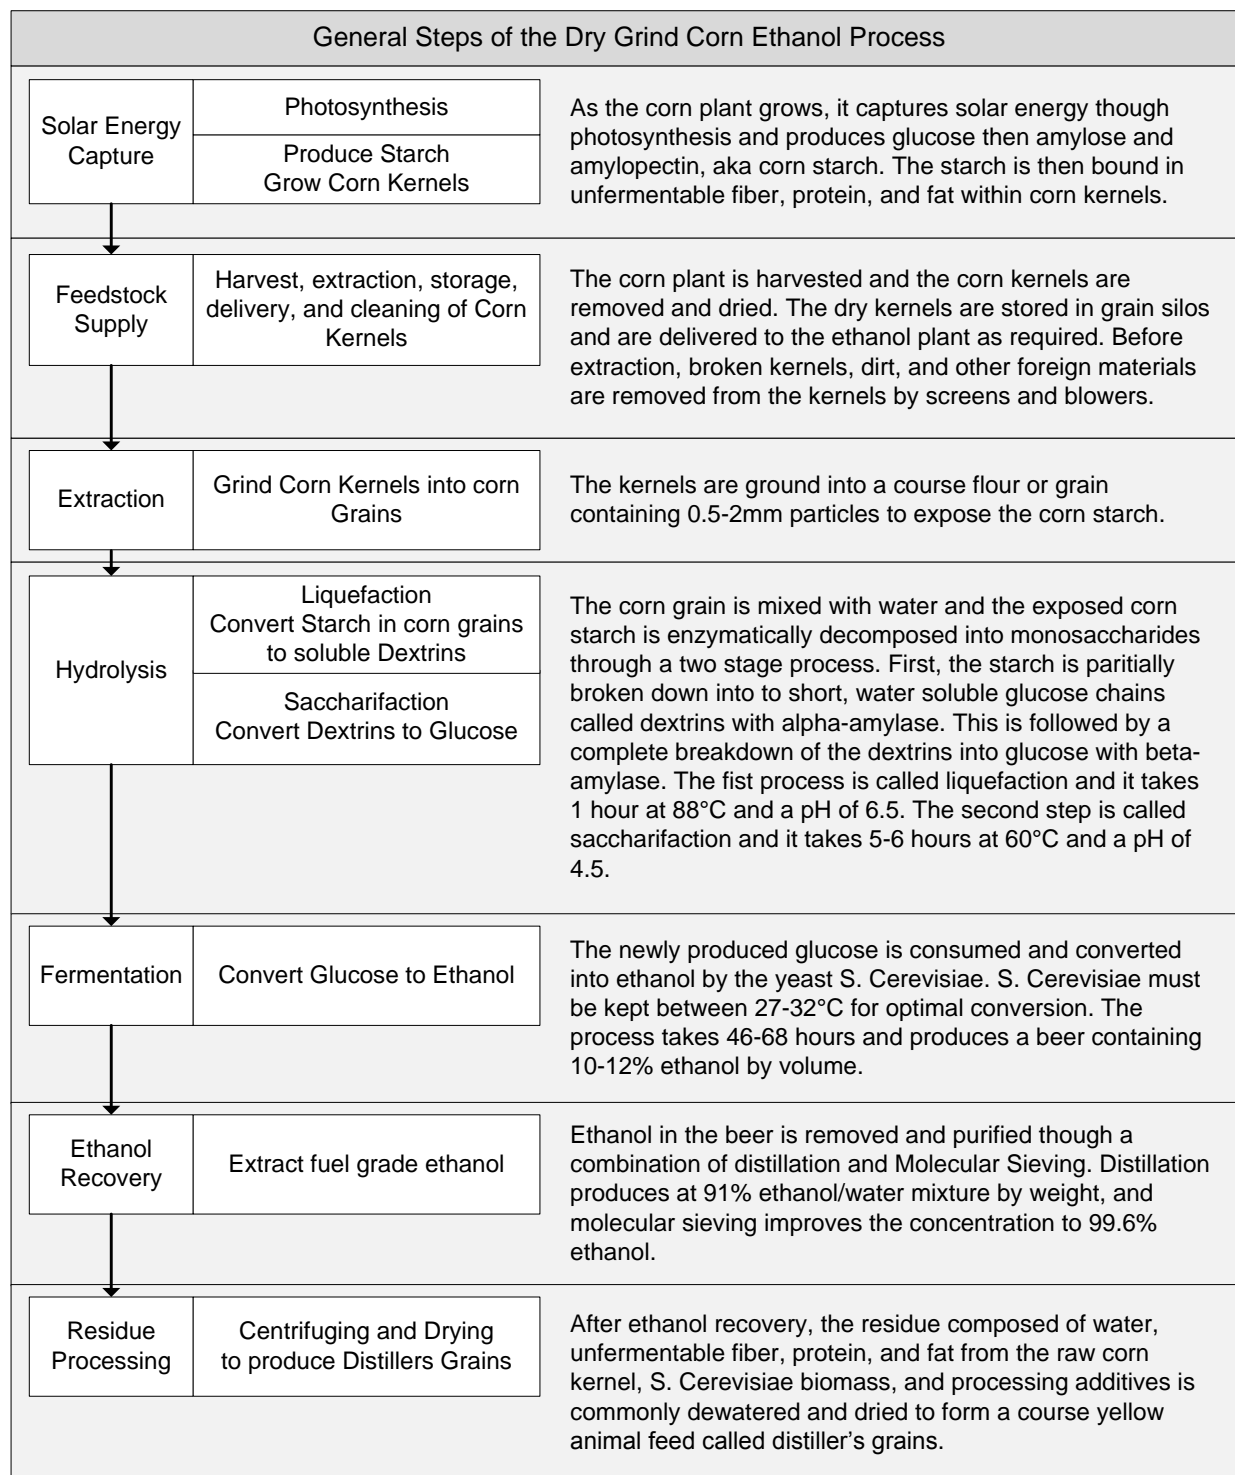 General Steps of the Dry Grind Corn Ethanol Process
Solar Energy
Capture
Photosynthesis
Produce Starch
Grow Corn Kernels
As the corn plant grows, it captures solar energy though
photosynthesis and produces glucose then amylose and
amylopectin, aka corn starch. The starch is then bound in
unfermentable fiber, protein, and fat within corn kernels.
Feedstock
Supply
Harvest, extraction, storage,
delivery, and cleaning of Corn
Kernels
The corn plant is harvested and the corn kernels are
removed and dried. The dry kernels are stored in grain silos
and are delivered to the ethanol plant as required. Before
extraction, broken kernels, dirt, and other foreign materials
are removed from the kernels by screens and blowers.
Extraction
Grind Corn Kernels into corn
Grains
The kernels are ground into a course flour or grain
containing 0.5-2mm particles to expose the corn starch.
Hydrolysis
Liquefaction
Convert Starch in corn grains
to soluble Dextrins
Saccharifaction
Convert Dextrins to Glucose
The corn grain is mixed with water and the exposed corn
starch is enzymatically decomposed into monosaccharides
through a two stage process. First, the starch is paritially
broken down into to short, water soluble glucose chains
called dextrins with alpha-amylase. This is followed by a
complete breakdown of the dextrins into glucose with beta-
amylase. The fist process is called liquefaction and it takes
1 hour at 88°C and a pH of 6.5. The second step is called
saccharifaction and it takes 5-6 hours at 60°C and a pH of
4.5.
Fermentation
Convert Glucose to Ethanol
The newly produced glucose is consumed and converted
into ethanol by the yeast S. Cerevisiae. S. Cerevisiae must
be kept between 27-32°C for optimal conversion. The
process takes 46-68 hours and produces a beer containing
10-12% ethanol by volume.
Ethanol
Recovery
Extract fuel grade ethanol
Ethanol in the beer is removed and purified though a
combination of distillation and Molecular Sieving. Distillation
produces at 91% ethanol/water mixture by weight, and
molecular sieving improves the concentration to 99.6%
ethanol.
Residue
Processing
Centrifuging and Drying
to produce Distillers Grains
After ethanol recovery, the residue composed of water,
unfermentable fiber, protein, and fat from the raw corn
kernel, S. Cerevisiae biomass, and processing additives is
commonly dewatered and dried to form a course yellow
animal feed called distiller's grains.